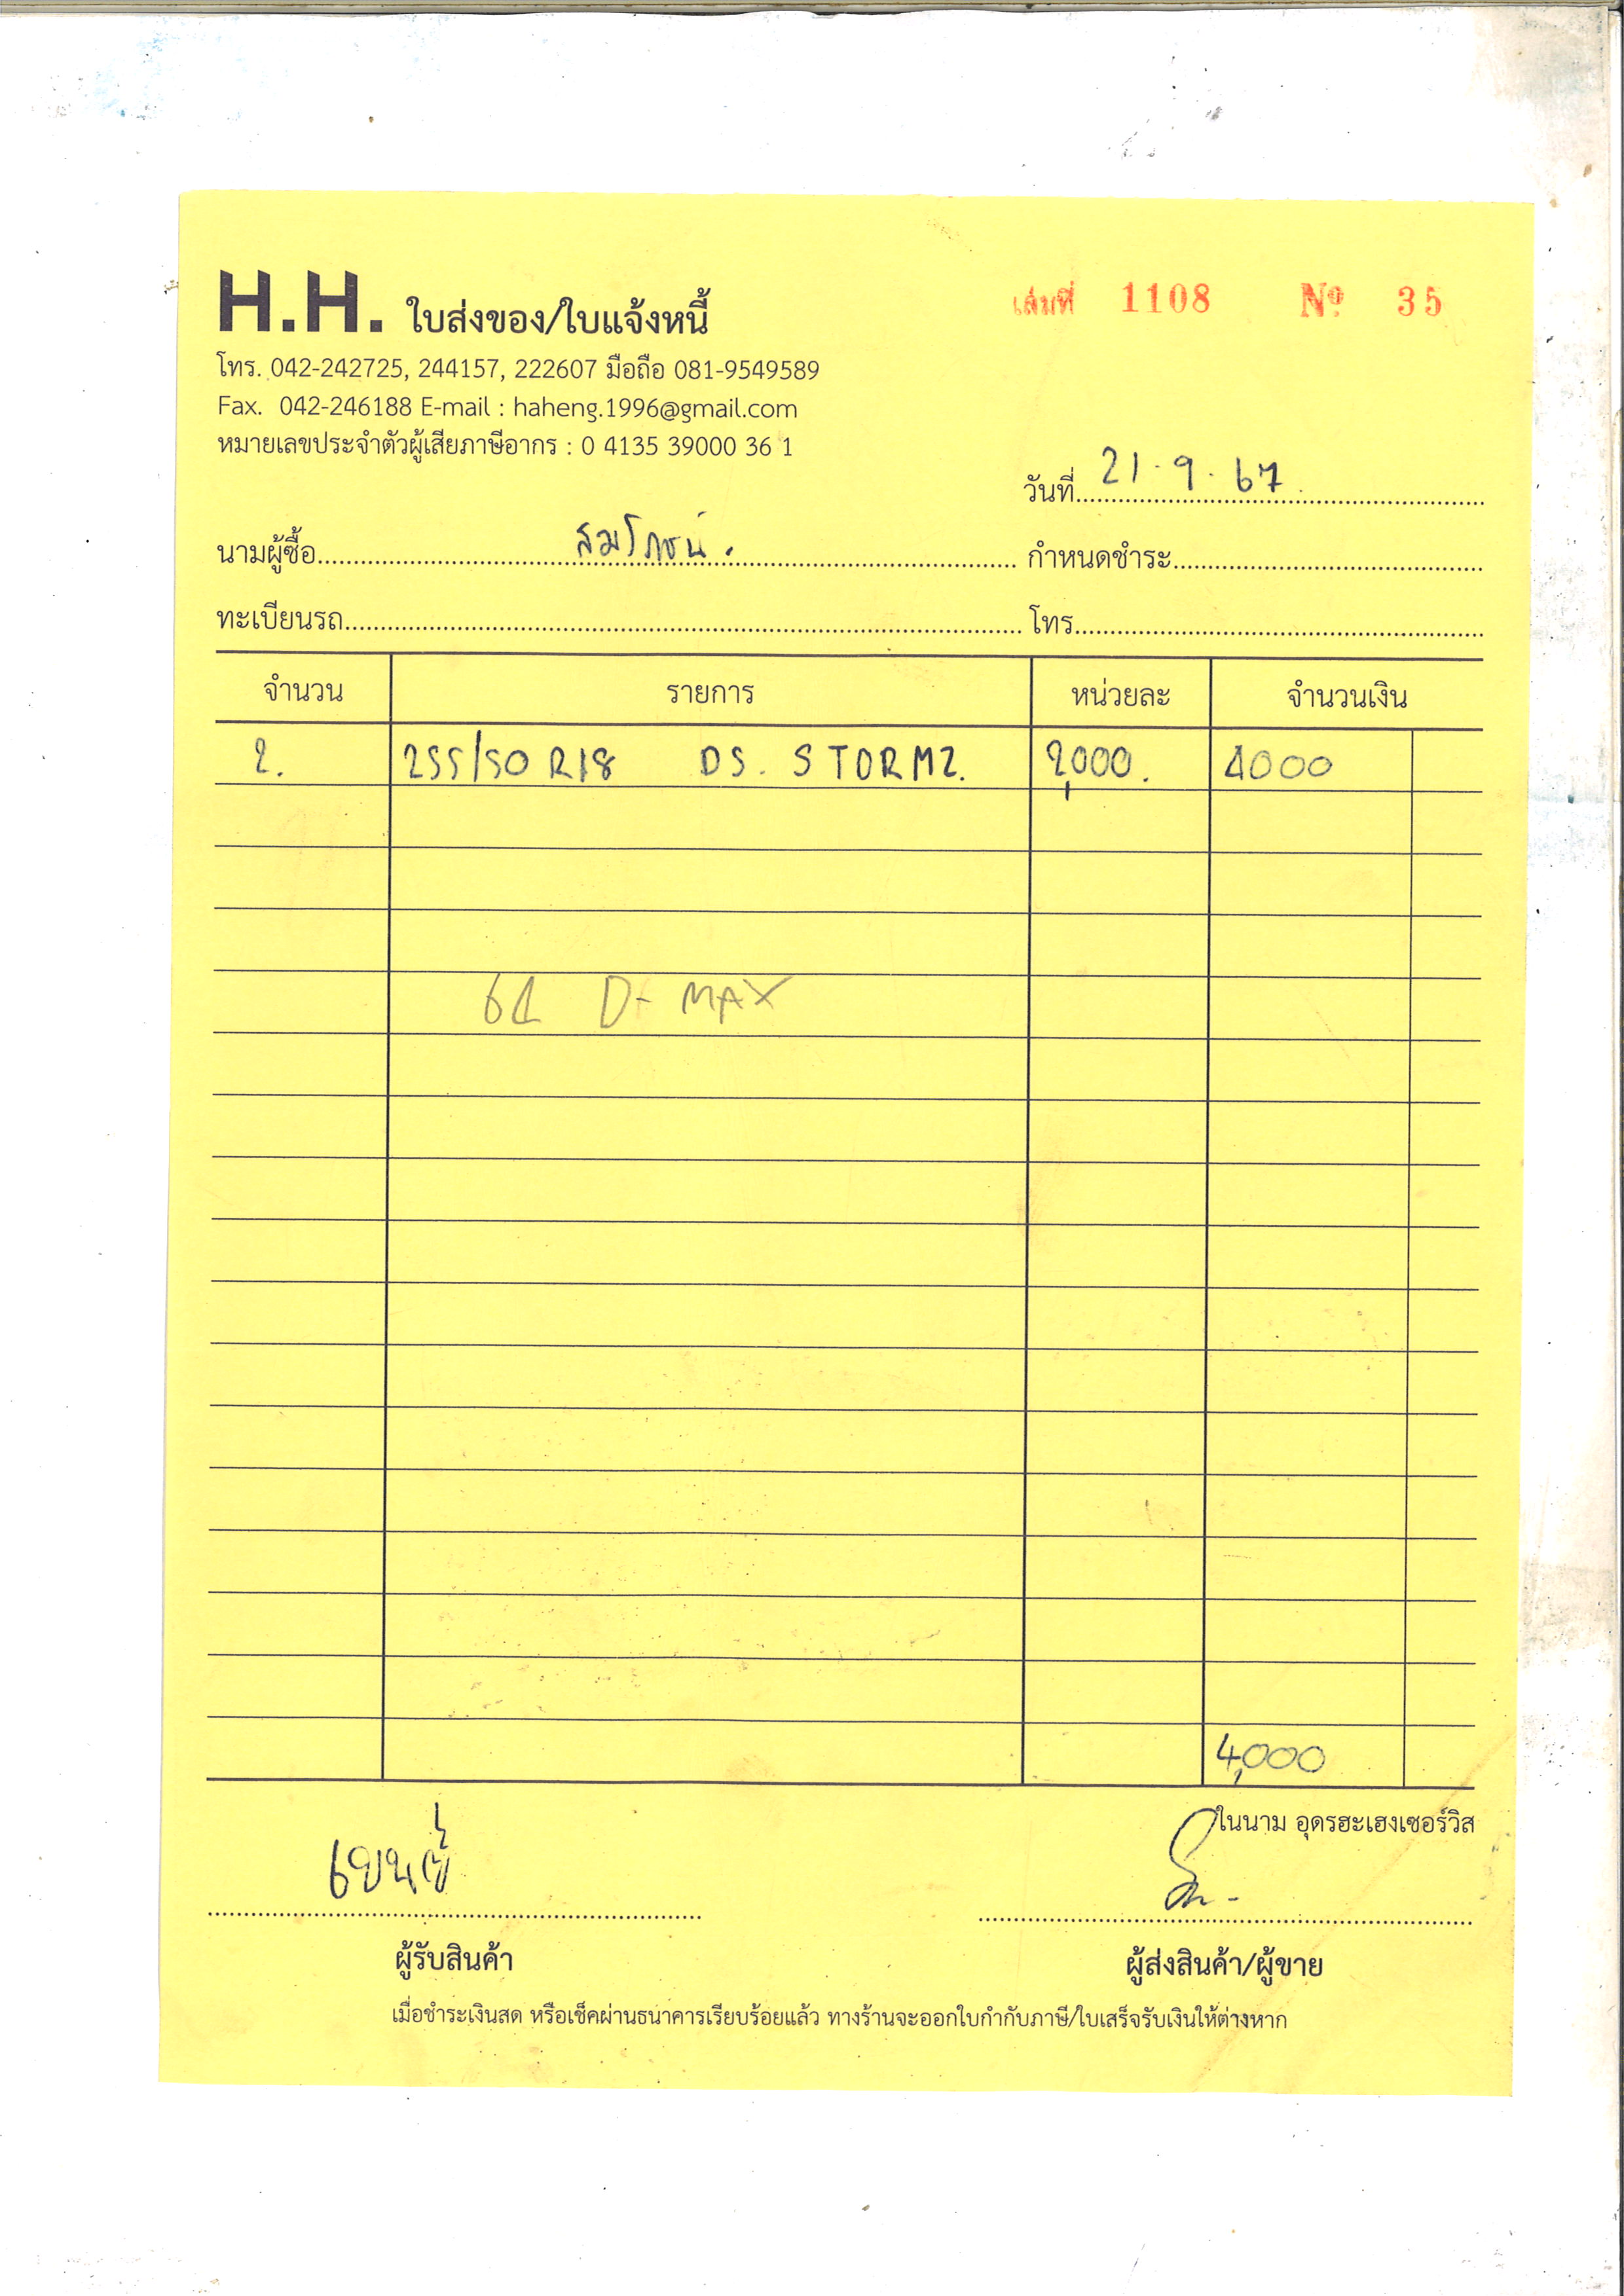 H.H. ใบส่งของ/ใบแจ้งหนี้
เล่มที่ 1108 Nº 35
โทร. 042-242725, 244157, 222607 มือถือ 081-9549589
Fax. 042-246188 E-mail : haheng.1996@gmail.com
หมายเลขประจำตัวผู้เสียภาษีอากร : 0 4135 39000 36 1
วันที่ 21.9.67
นามผู้ซื้อ สมโภชน์. กำหนดชำระ
ทะเบียนรถ โทร.
จำนวน รายการ หน่วยละ จำนวนเงิน
2. 255/50 R18 DS. STORMZ. 2,000. 4000
D-MAX
4,000
ในนาม อุดรฮะเฮงเซอร์วิส
ผู้รับสินค้า ผู้ส่งสินค้า/ผู้ขาย
เมื่อชำระเงินสด หรือเช็คผ่านธนาคารเรียบร้อยแล้ว ทางร้านจะออกใบกำกับภาษี/ใบเสร็จรับเงินให้ต่างหาก